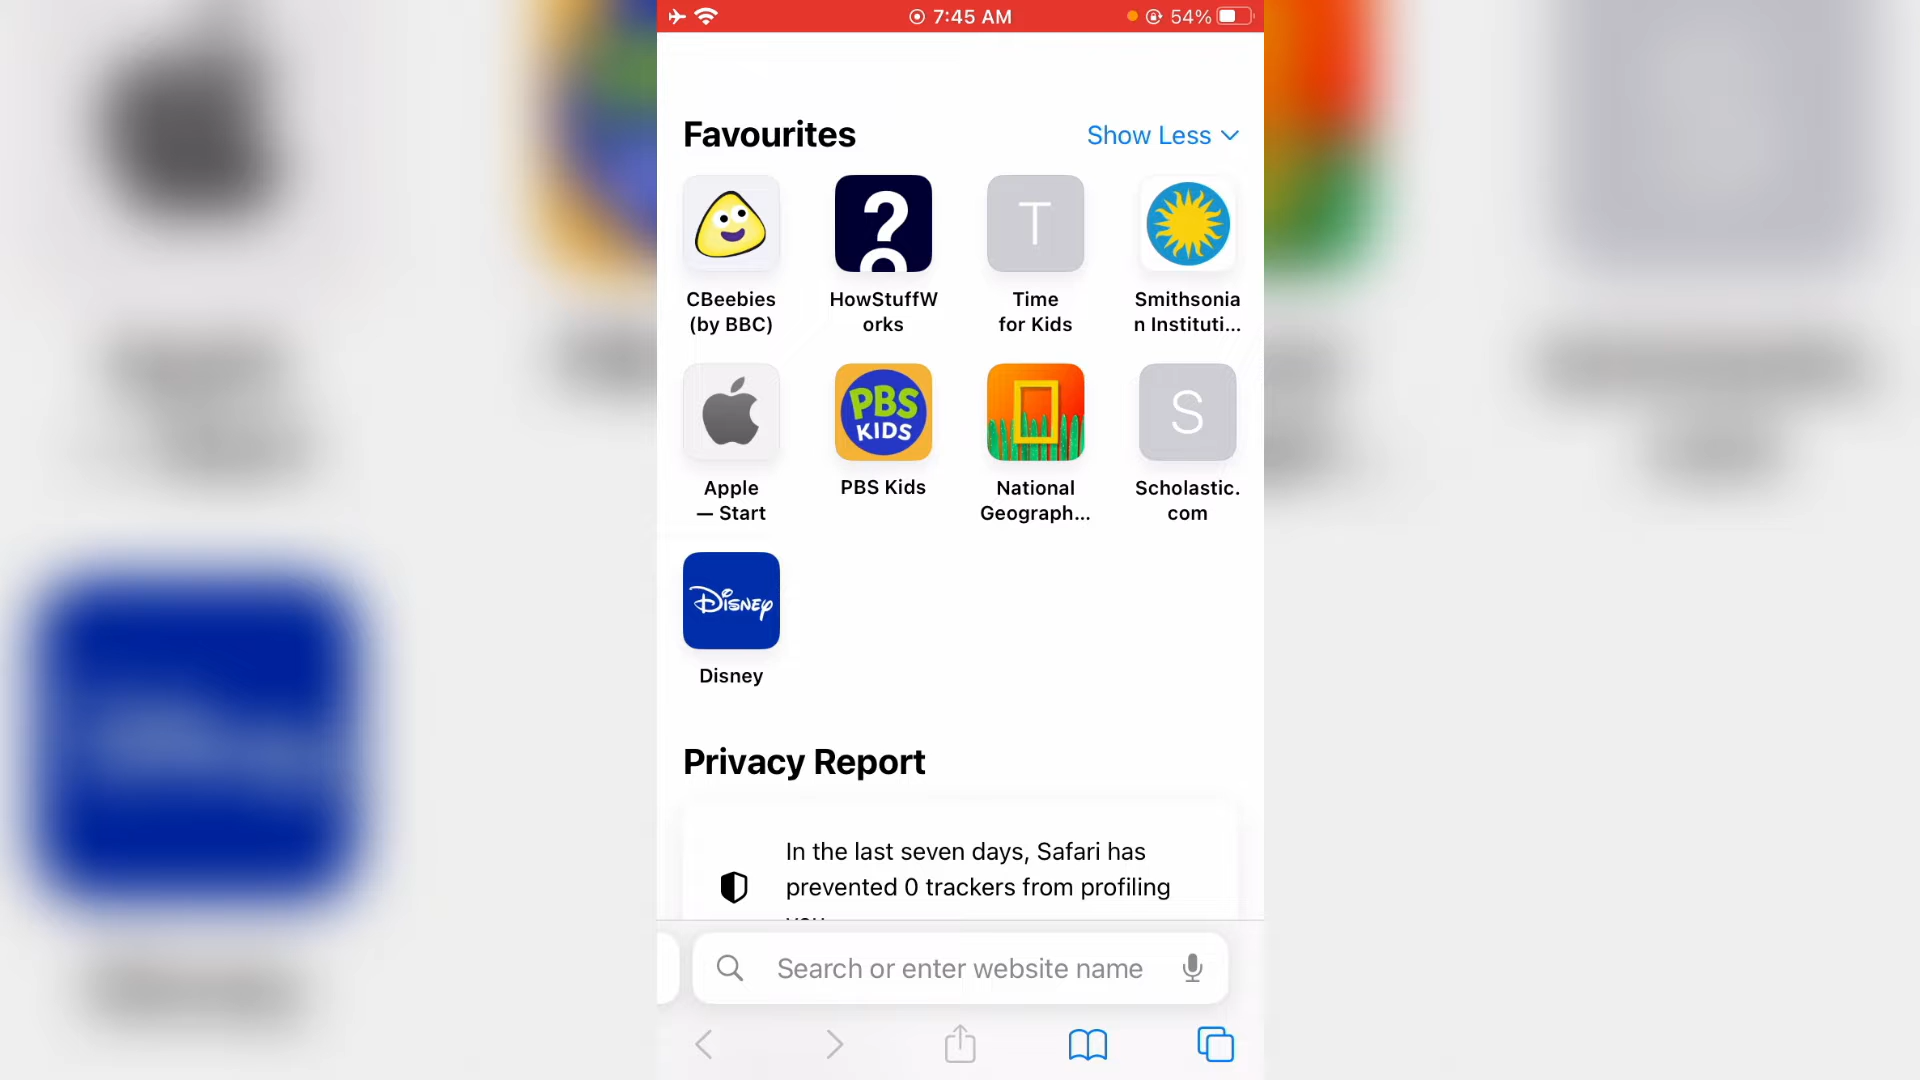 7:45 AM
54%
Favourites
Show Less
T
CBeebies
(by BBC)
HowStuffW
orks
Time
for Kids
Smithsonia
n Instituti...
PBS
KIDS
S
Apple
— Start
PBS Kids
National
Geograph...
Scholastic.
com
Disney
Disney
Privacy Report
In the last seven days, Safari has
prevented 0 trackers from profiling
Search or enter website name